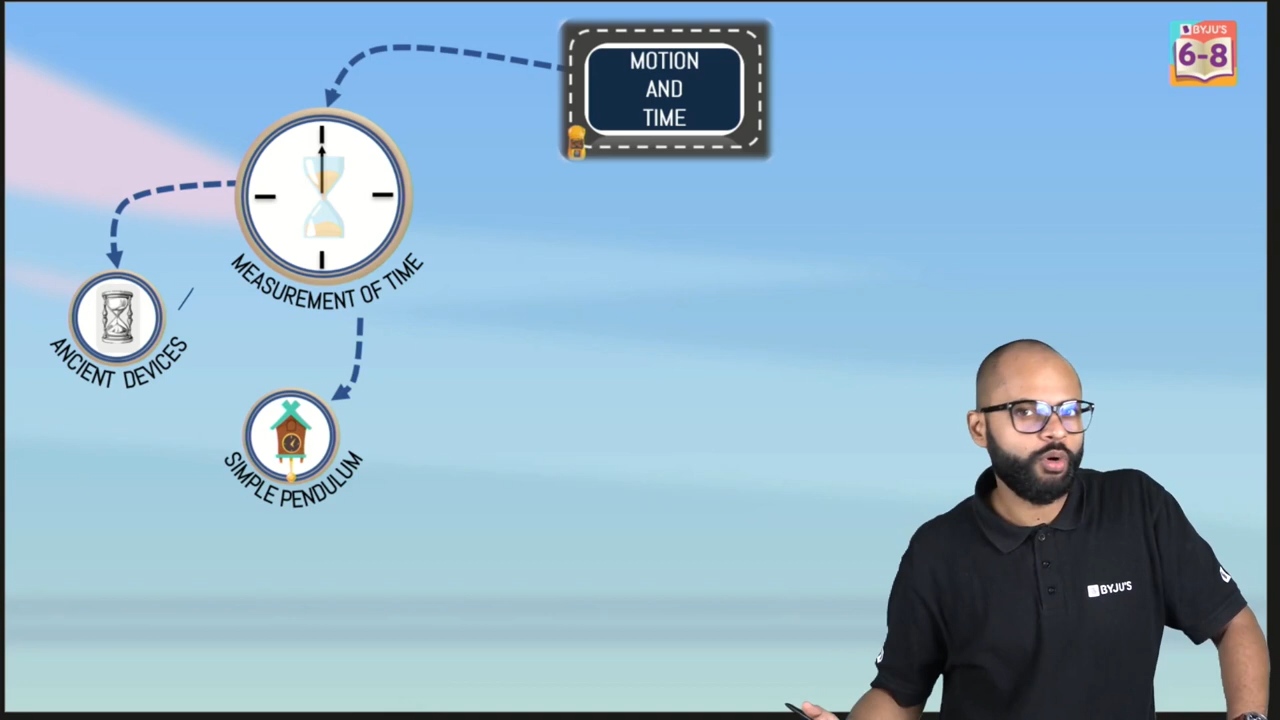 MOTION
AND
TIME
BYJU'S
6-8
MEASUREMENT OF TIME
ANCIENT DEVICES
SIMPLE PENDULUM
BYJU'S